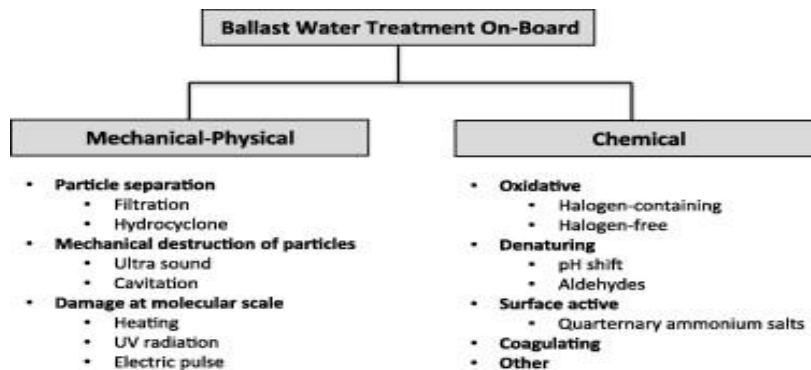 Ballast Water Treatment On-Board
Mechanical-Physical
• Particle separation
• Filtration
• Hydrocyclone
• Mechanical destruction of particles
• Ultra sound
• Cavitation
• Damage at molecular scale
• Heating
• UV radiation
• Electric pulse
Chemical
• Oxidative
• Halogen-containing
• Halogen-free
• Denaturing
• pH shift
• Aldehydes
• Surface active
• Quarternary ammonium salts
• Coagulating
• Other